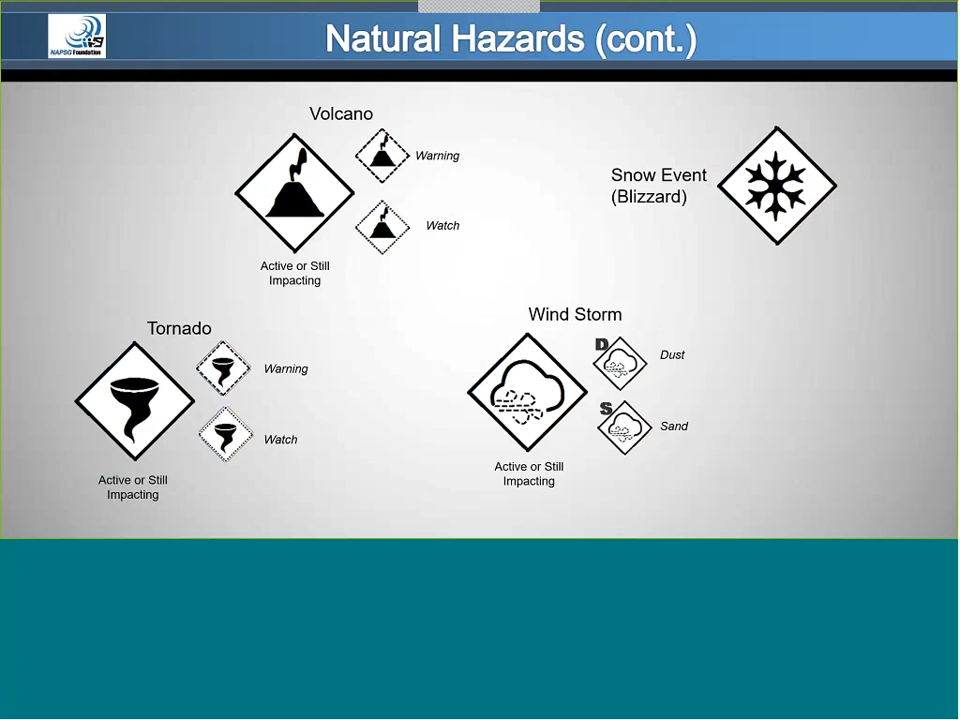 Natural Hazards (cont.)
NAPSG Foundation
Volcano
Warning
Watch
Active or Still
Impacting
Snow Event
(Blizzard)
Tornado
Warning
Watch
Active or Still
Impacting
Wind Storm
D
Dust
S
Sand
Active or Still
Impacting